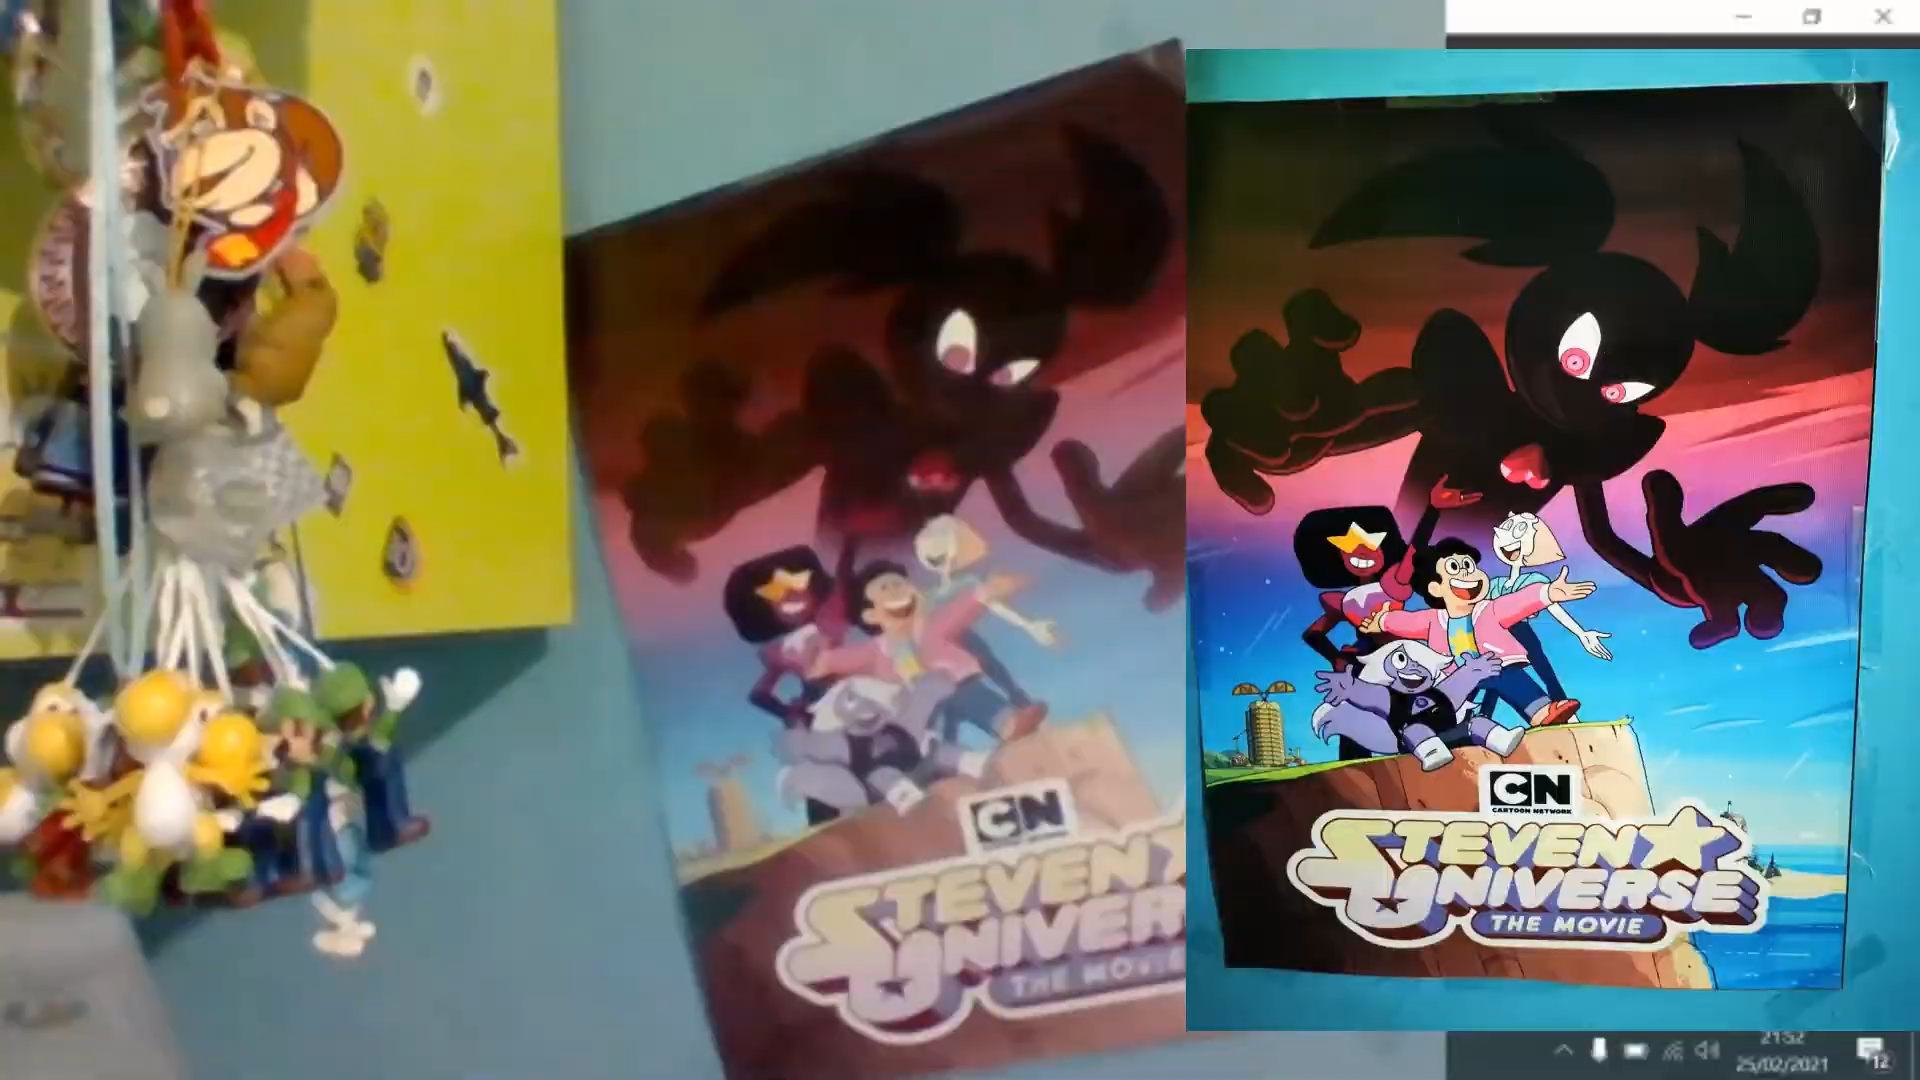 CN
CARTOON NETWORK
STEVEN
UNIVERSE
THE MOVIE
CN
STEVEN
UNIVER
THE MOVIE
21:52
25/02/2021
12